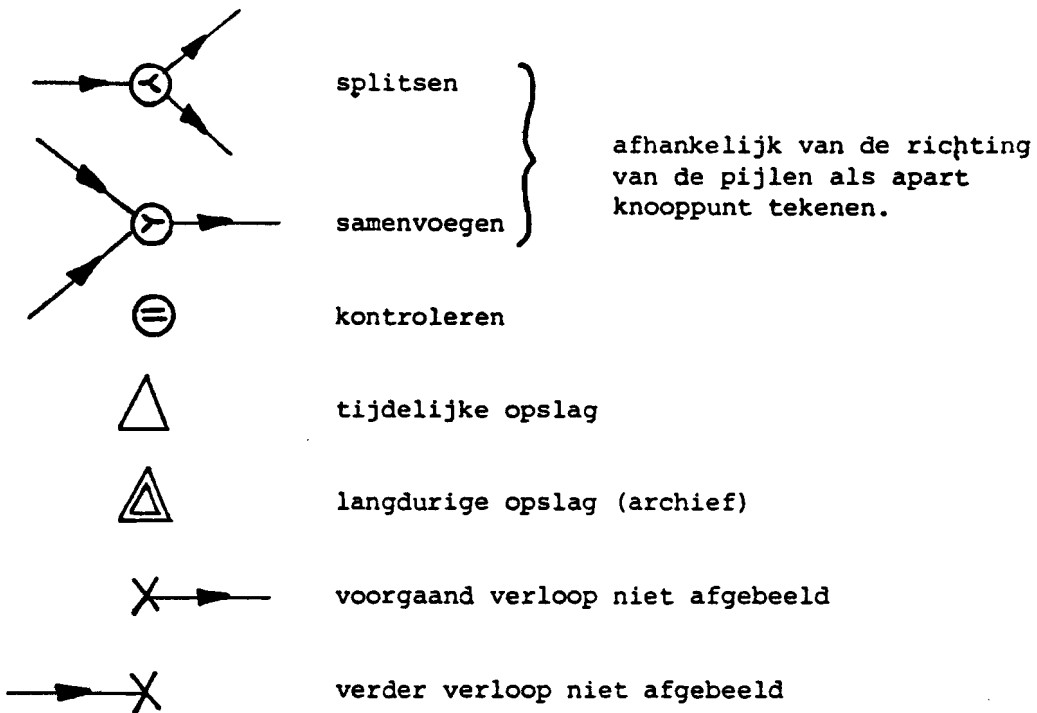 splitsen
afhankelijk van de richting
van de pijlen als apart
knooppunt tekenen.
samenvoegen
kontroleren
tijdelijke opslag
langdurige opslag (archief)
voorgaand verloop niet afgebeeld
verder verloop niet afgebeeld